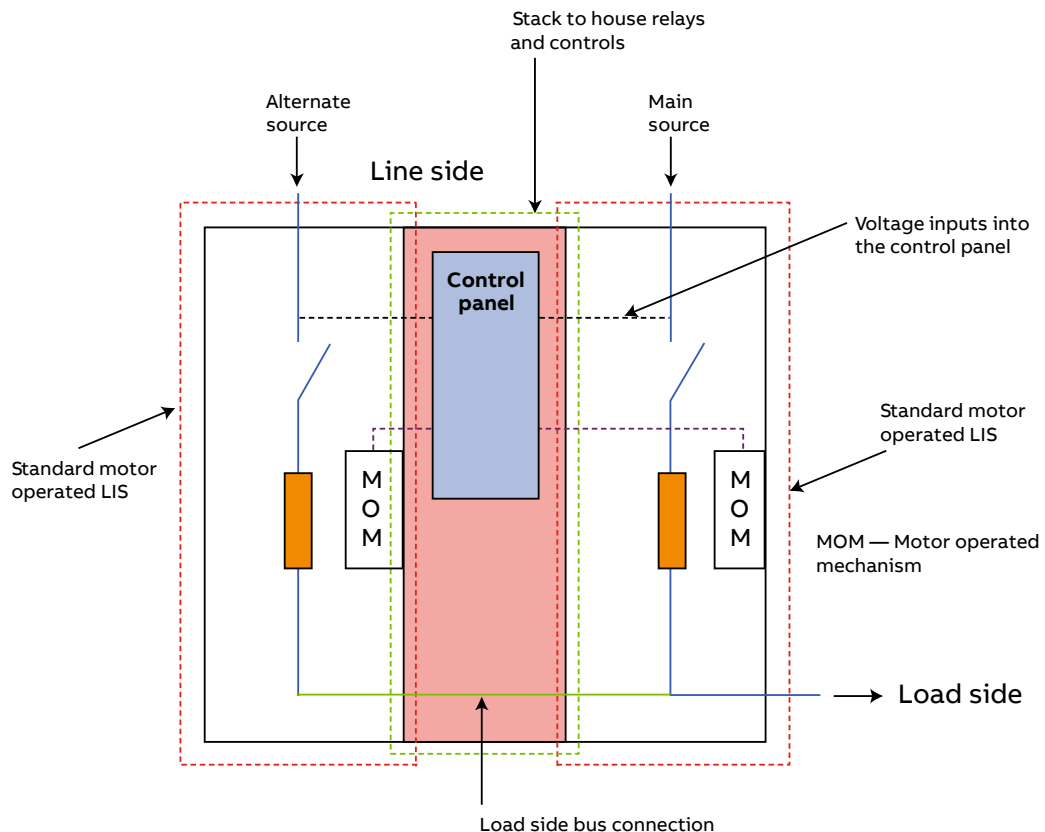 Stack to house relays
and controls
Alternate
source
Main
source
Line side
Voltage inputs into
the control panel
Control
panel
Standard motor
operated LIS
Standard motor
operated LIS
M
O
M
M
O
M
MOM — Motor operated
mechanism
Load side
Load side bus connection